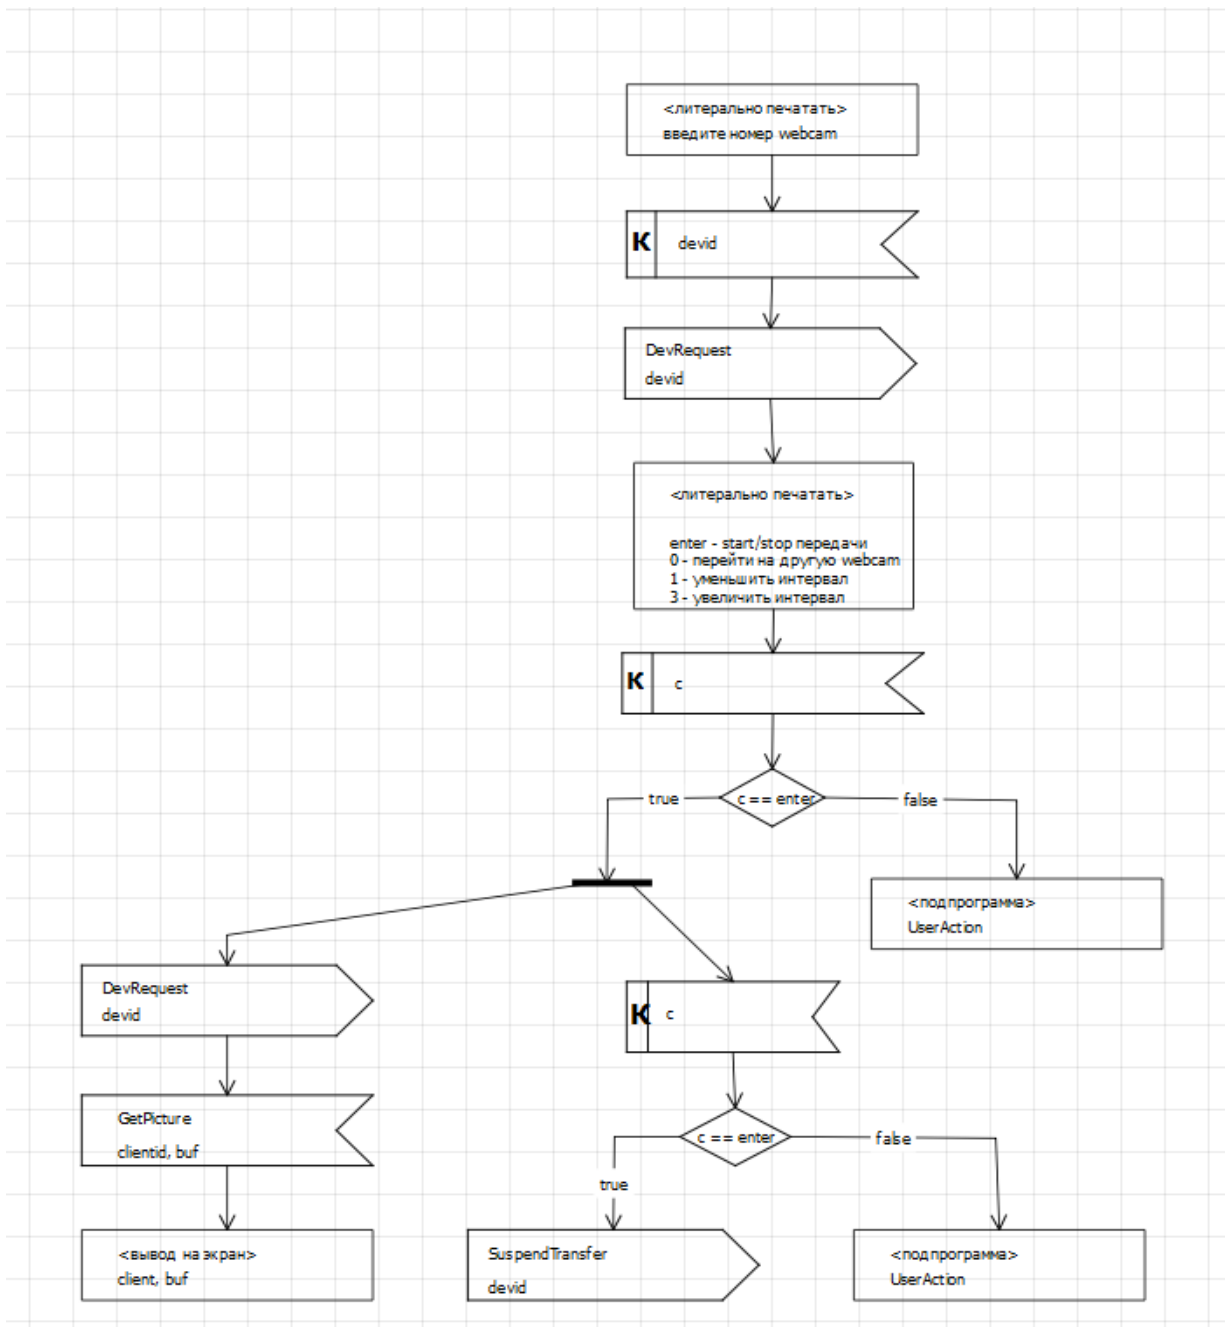 <литерально печатать>
введите номер webcam
К
devid
DevRequest
devid
<литерально печатать>
enter - start/stop передачи
0 - перейти на другую webcam
1 - уменьшить интервал
3 - увеличить интервал
К
c
true
c == enter
false
<подпрограмма>
UserAction
DevRequest
devid
К
c
GetPicture
clientid, buf
c == enter
false
true
<вывод на экран>
client, buf
SuspendTransfer
devid
<подпрограмма>
UserAction